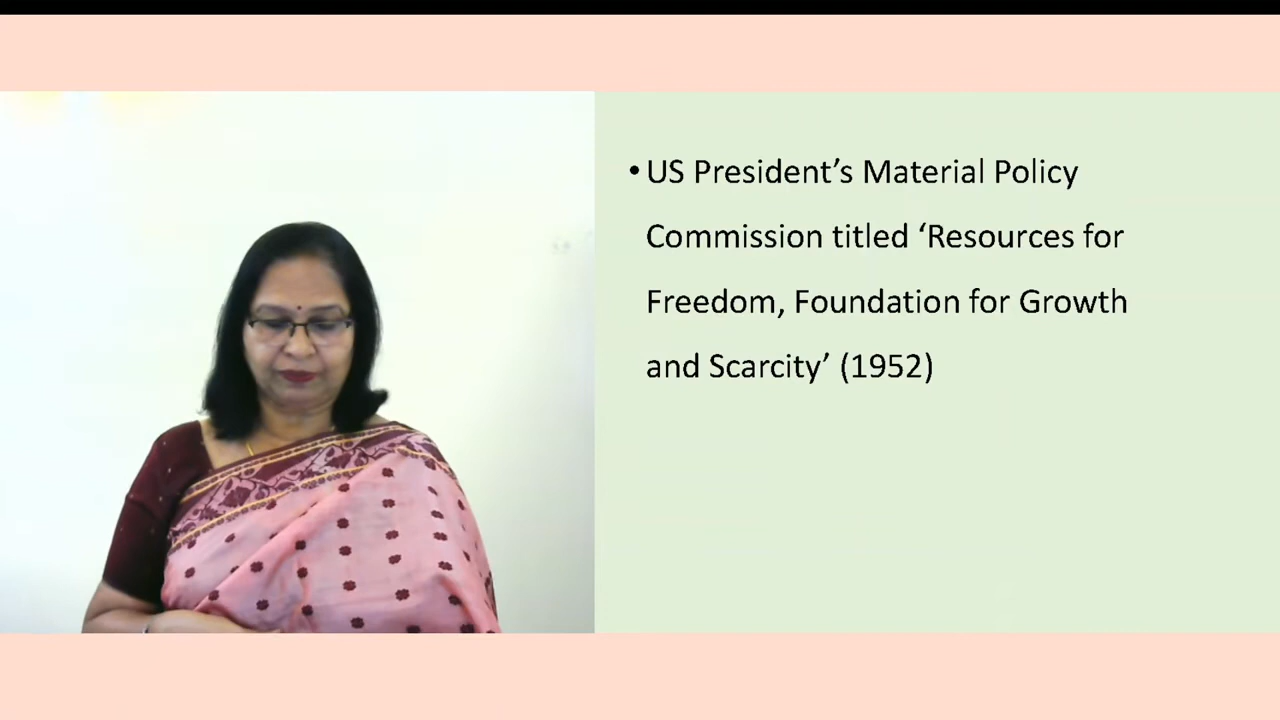 • US President’s Material Policy
Commission titled ‘Resources for
Freedom, Foundation for Growth
and Scarcity’ (1952)